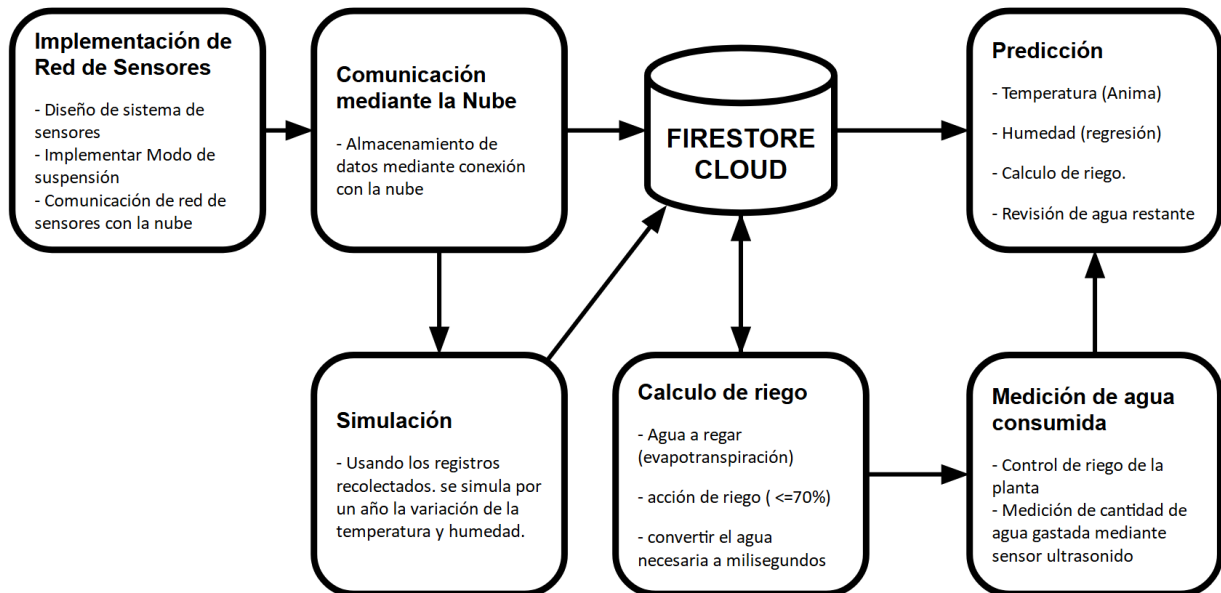 Implementación de
Red de Sensores
- Diseño de sistema de
sensores
- Implementar Modo de
suspensión
- Comunicación de red de
sensores con la nube
Comunicación
mediante la Nube
- Almacenamiento de
datos mediante conexión
con la nube
FIRESTORE
CLOUD
Predicción
- Temperatura (Anima)
- Humedad (regresión)
- Calculo de riego.
- Revisión de agua restante
Simulación
- Usando los registros
recolectados. se simula por
un año la variación de la
temperatura y humedad.
Calculo de riego
- Agua a regar
(evapotranspiración)
- acción de riego ( <=70%)
- convertir el agua
necesaria a milisegundos
Medición de agua
consumida
- Control de riego de la
planta
- Medición de cantidad de
agua gastada mediante
sensor ultrasonido